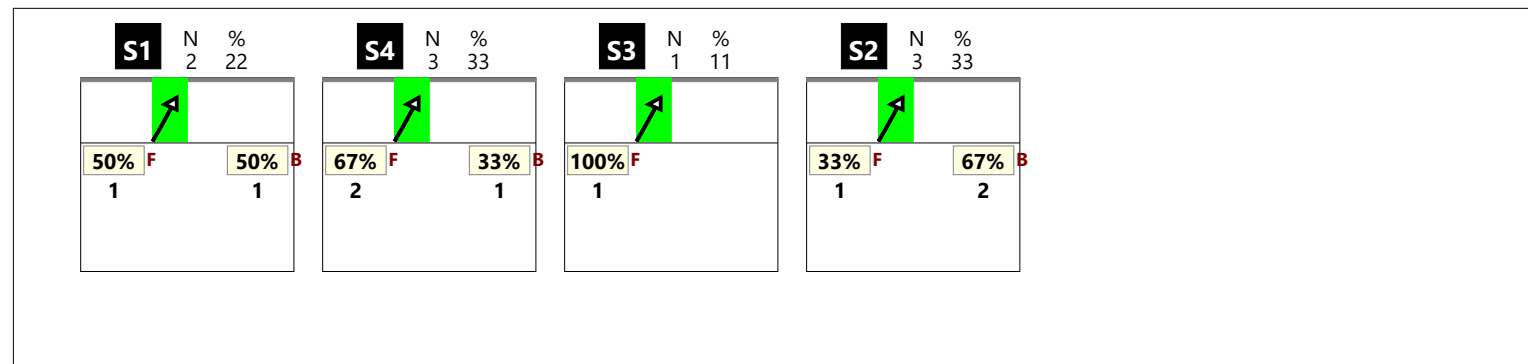 S1 N % S4 N % S3 N % S2 N %
2 22 3 33 1 11 3 33
50% F 50% B 67% F 33% B 100% F 33% F 67% B
1 1 2 1 1 1 2